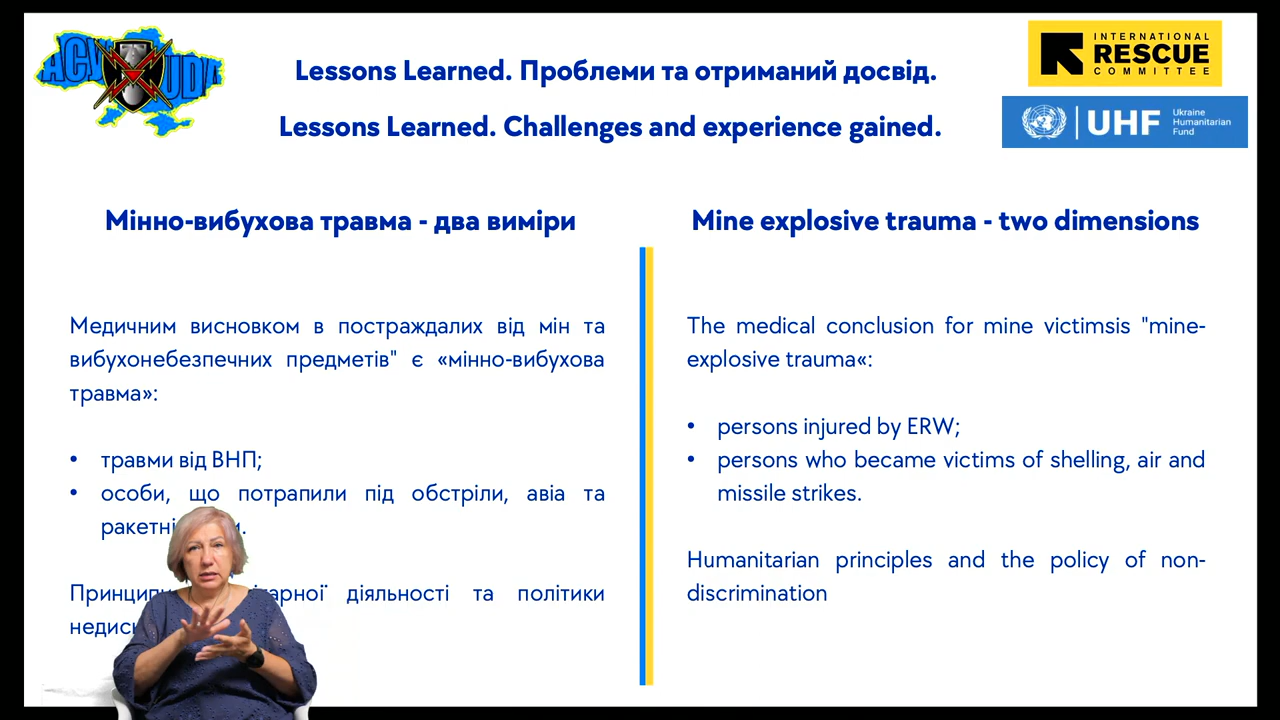 АСУ UDA
INTERNATIONAL
RESCUE
COMMITTEE
UHF
Ukraine
Humanitarian
Fund
Lessons Learned. Проблеми та отриманий досвід.
Lessons Learned. Challenges and experience gained.
Мінно-вибухова травма - два виміри
Медичним висновком в постраждалих від мін та
вибухонебезпечних предметів" є «мінно-вибухова
травма»:
• травми від ВНП;
• особи, що потрапили під обстріли, авіа та
ракетні
діяльності та політики
Mine explosive trauma - two dimensions
The medical conclusion for mine victimsis "mine-
explosive trauma«:
• persons injured by ERW;
• persons who became victims of shelling, air and
missile strikes.
Humanitarian principles and the policy of non-
discrimination